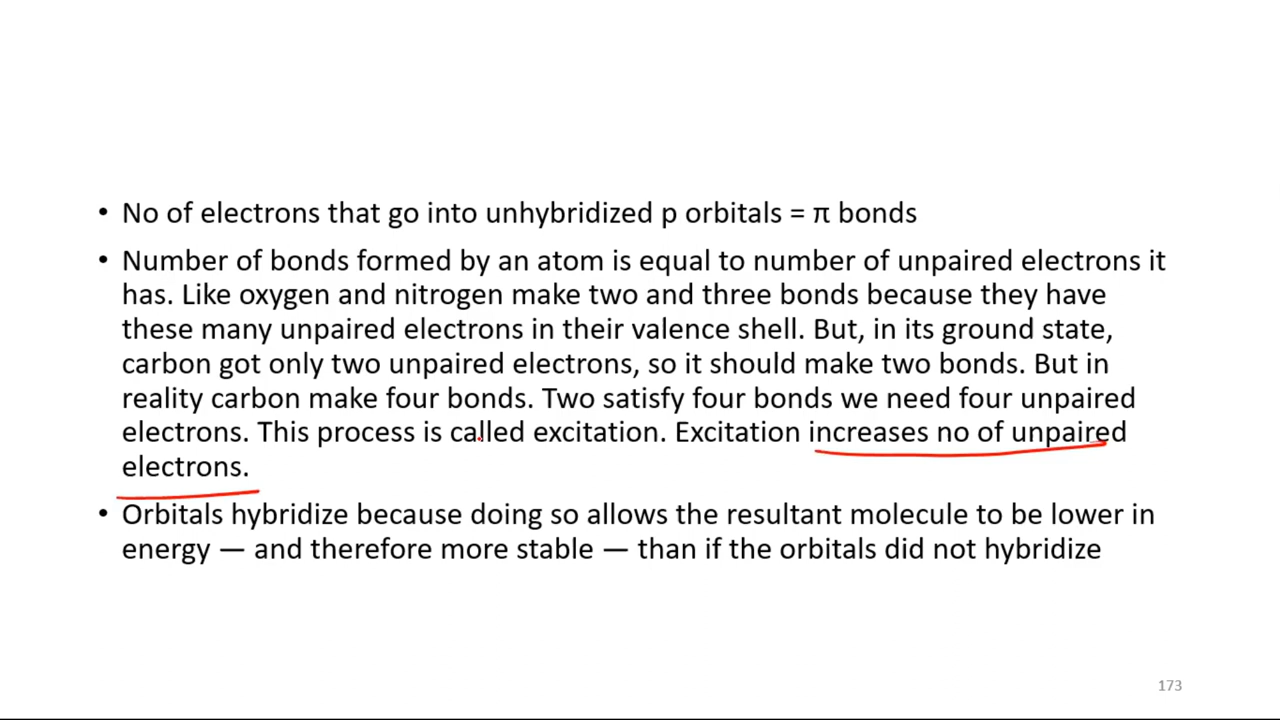 • No of electrons that go into unhybridized p orbitals = π bonds
• Number of bonds formed by an atom is equal to number of unpaired electrons it
has. Like oxygen and nitrogen make two and three bonds because they have
these many unpaired electrons in their valence shell. But, in its ground state,
carbon got only two unpaired electrons, so it should make two bonds. But in
reality carbon make four bonds. Two satisfy four bonds we need four unpaired
electrons. This process is called excitation. Excitation increases no of unpaired
electrons.
• Orbitals hybridize because doing so allows the resultant molecule to be lower in
energy — and therefore more stable — than if the orbitals did not hybridize
173